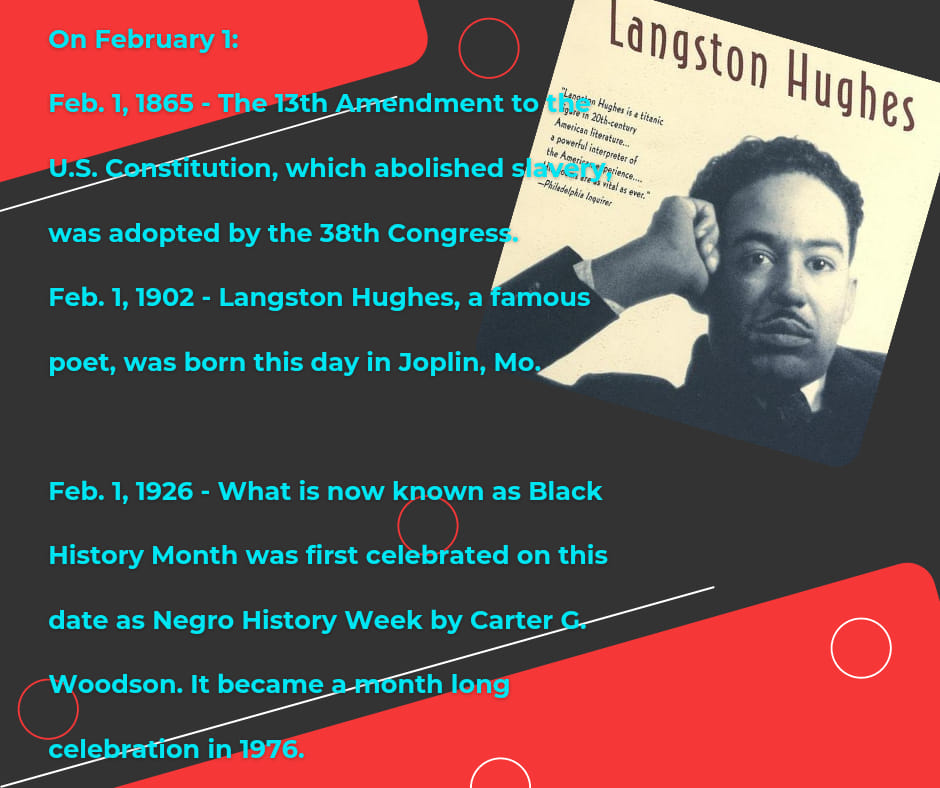 On February 1:
Feb. 1, 1865 - The 13th Amendment to the
U.S. Constitution, which abolished slavery,
was adopted by the 38th Congress.
Feb. 1, 1902 - Langston Hughes, a famous
poet, was born this day in Joplin, Mo.
Feb. 1, 1926 - What is now known as Black
History Month was first celebrated on this
date as Negro History Week by Carter G.
Woodson. It became a month long
celebration in 1976.
Langston Hughes
"Langston Hughes is a titanic
figure in 20th-century
American literature...
a powerful interpreter of
the American experience....
are as vital as ever."
—Philadelphia Inquirer